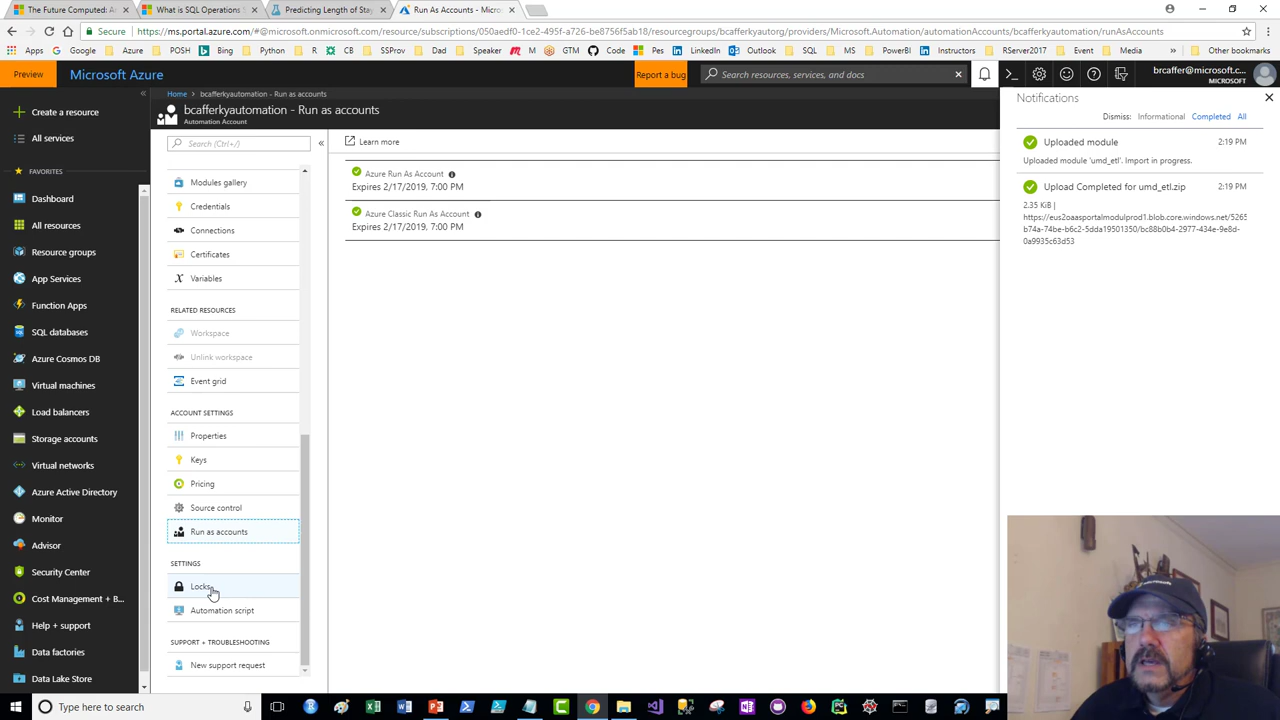 The Future Computed: Ar
What is SQL Operations
Predicting Length of Stay
Run As Accounts - Micro
Secure
https://ms.portal.azure.com/#@microsoft.onmicrosoft.com/resource/subscriptions/050aedf0-1ce2-495f-a726-be8756f5ab18/resourcegroups/bcafferkyautorg/providers/Microsoft.Automation/automationAccounts/bcafferkyautomation/runAsAccounts
Apps
Google
Azure
POSH
Bing
Python
R
CB
SSProv
Dad
Speaker
M
GTM
Code
Pes
LinkedIn
Outlook
SQL
MS
PowerBI
Instructors
RServer2017
Event
Media
»
Other bookmarks
Preview
Microsoft Azure
Report a bug
Search resources, services, and docs
brcaffer@microsoft.c...
MICROSOFT
Create a resource
All services
FAVORITES
Dashboard
All resources
Resource groups
App Services
Function Apps
SQL databases
Azure Cosmos DB
Virtual machines
Load balancers
Storage accounts
Virtual networks
Azure Active Directory
Monitor
Advisor
Security Center
Cost Management + B...
Help + support
Data factories
Data Lake Store
Home > bcafferkyautomation - Run as accounts
bcafferkyautomation - Run as accounts
Automation Account
Search (Ctrl+/)
Modules gallery
Credentials
Connections
Certificates
Variables
RELATED RESOURCES
Workspace
Unlink workspace
Event grid
ACCOUNT SETTINGS
Properties
Keys
Pricing
Source control
Run as accounts
SETTINGS
Locks
Automation script
SUPPORT + TROUBLESHOOTING
New support request
Learn more
Azure Run As Account
Expires 2/17/2019, 7:00 PM
Azure Classic Run As Account
Expires 2/17/2019, 7:00 PM
Notifications
Dismiss: Informational Completed All
Uploaded module 2:19 PM
Uploaded module 'umd_etl'. Import in progress.
Upload Completed for umd_etl.zip 2:19 PM
2.35 KiB |
https://eus2oaasportalmodulprod1.blob.core.windows.net/5265
b74a-74be-b6c2-5dda19501350/bc88b0b4-2977-434e-9e8d-
0a9935c63d53
Type here to search